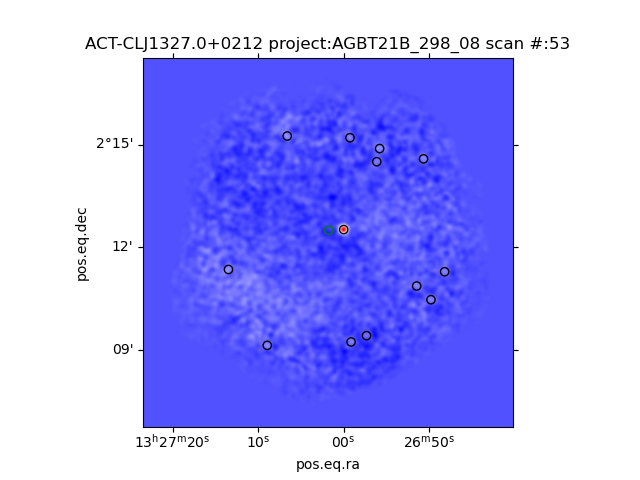 ACT-CLJ1327.0+0212 project:AGBT21B_298_08 scan #:53
2°15'
12'
09'
pos.eq.dec
13ʰ27ᵐ20ˢ 10ˢ 00ˢ 26ᵐ50ˢ
pos.eq.ra